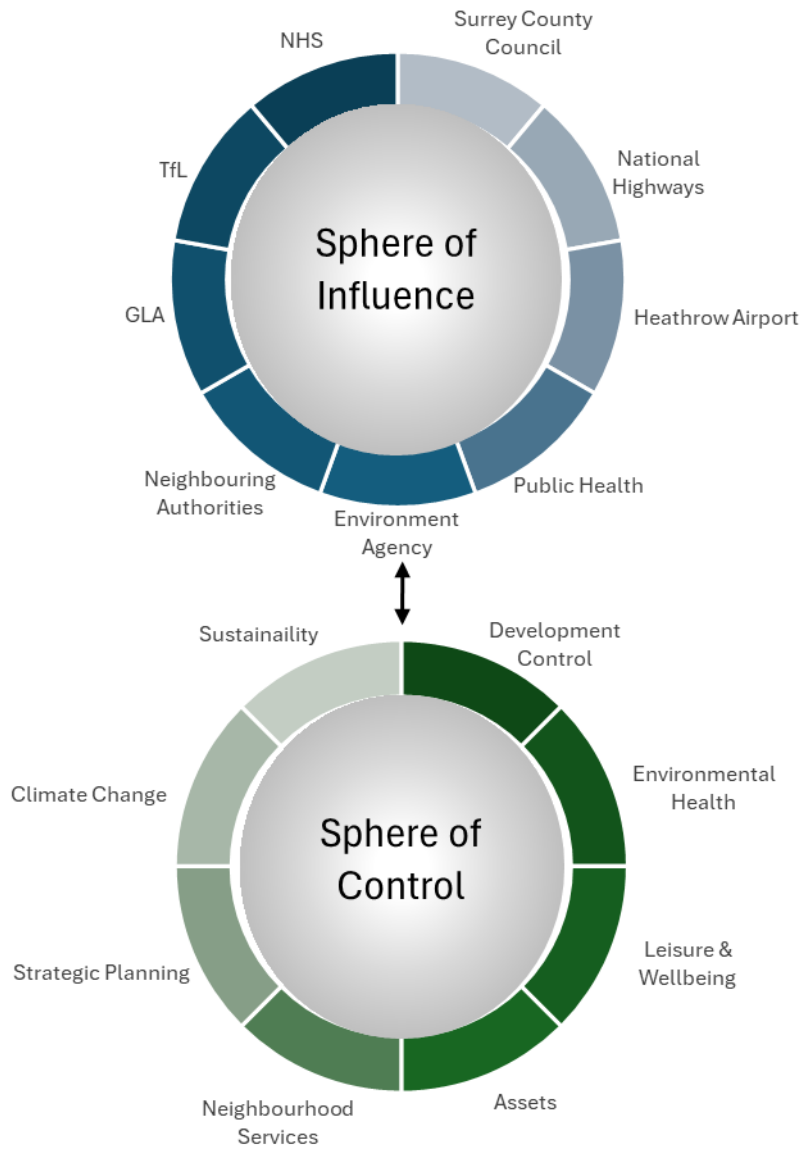 Surrey County
Council
NHS
National
Highways
TfL
Sphere of
Influence
GLA
Heathrow Airport
Neighbouring
Authorities
Public Health
Environment
Agency
Sustainaility
Development
Control
Environmental
Health
Climate Change
Sphere of
Control
Leisure &
Wellbeing
Strategic Planning
Neighbourhood
Services
Assets